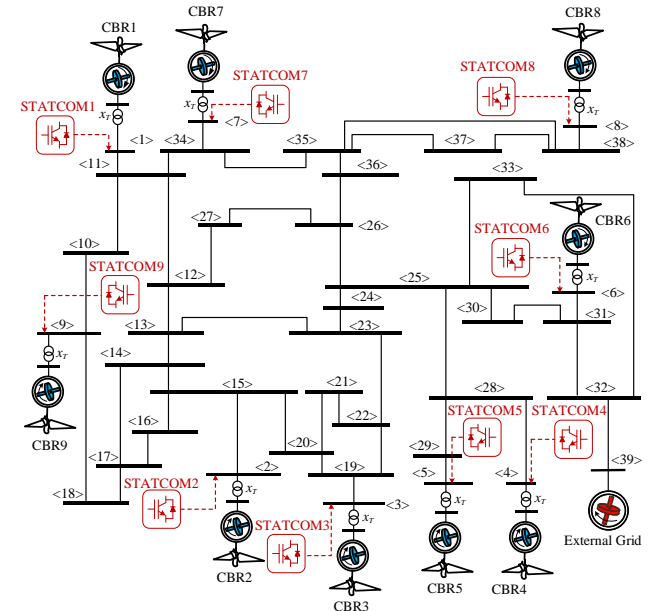 CBR1
CBR7
CBR8
STATCOM7
STATCOM8
STATCOM1
x_T
x_T
x_T
<1>
<7>
<8>
<34>
<35>
<37>
<38>
<11>
<36>
<33>
<27>
<26>
CBR6
<10>
STATCOM6
STATCOM9
<12>
<25>
x_T
<6>
<24>
<30>
<31>
<9>
<13>
<23>
x_T
<14>
<15>
<21>
<28>
<32>
CBR9
<16>
<22>
STATCOM5
STATCOM4
<20>
<29>
<39>
<17>
<2>
<19>
<5>
<4>
STATCOM2
x_T
<18>
<3>
x_T
x_T
STATCOM3
x_T
External Grid
CBR2
CBR3
CBR5
CBR4